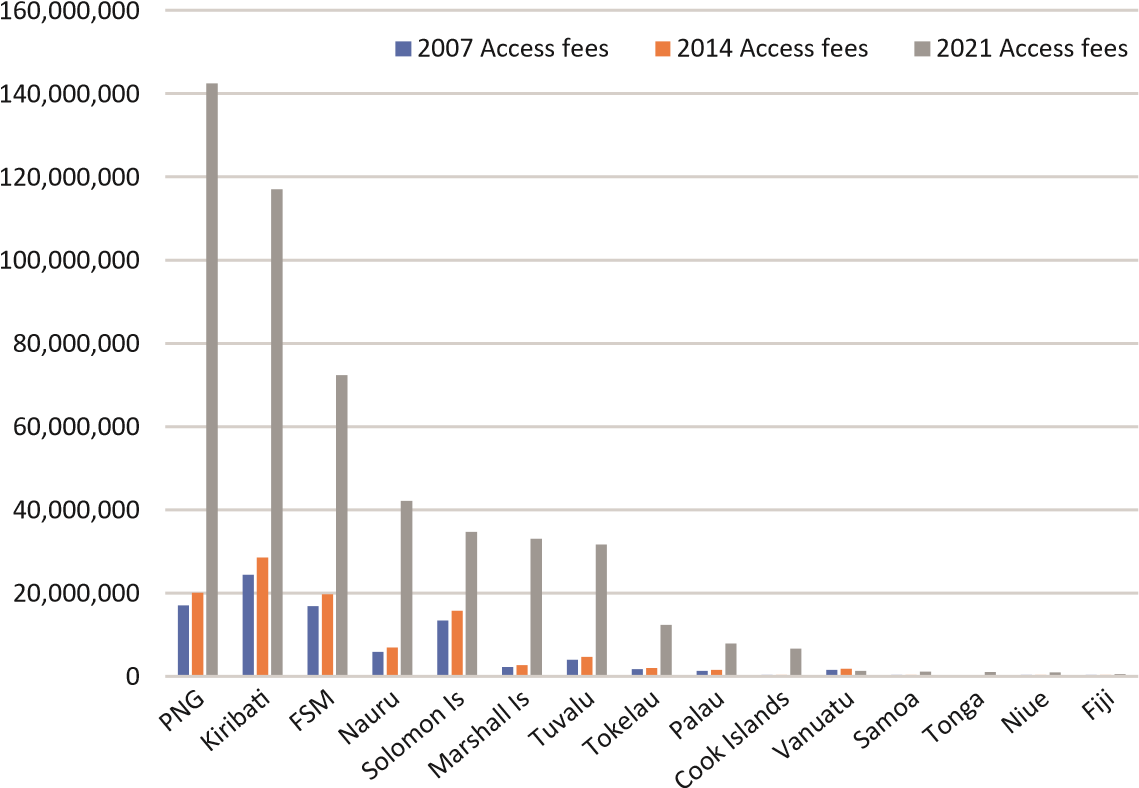 160,000,000
2007 Access fees 2014 Access fees 2021 Access fees
140,000,000
120,000,000
100,000,000
80,000,000
60,000,000
40,000,000
20,000,000
0
PNG
Kiribati
FSM
Nauru
Solomon Is
Marshall Is
Tuvalu
Tokelau
Palau
Cook Islands
Vanuatu
Samoa
Tonga
Niue
Fiji